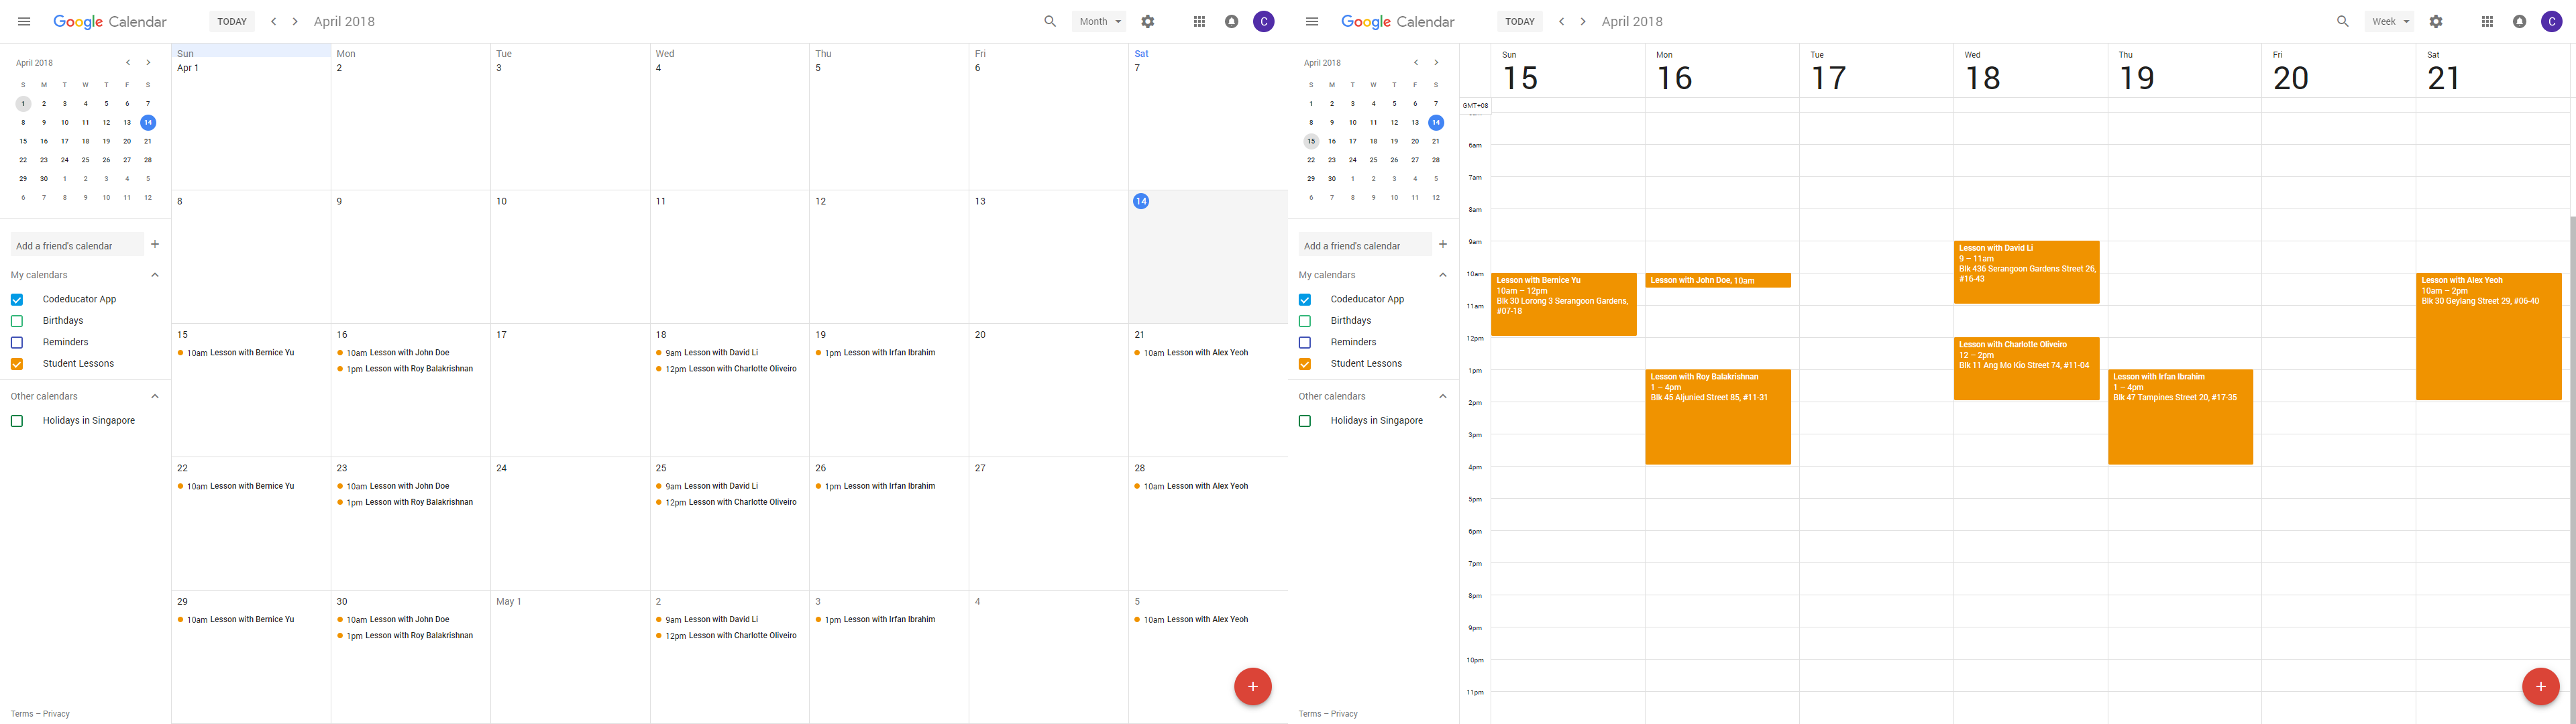 Google Calendar
TODAY
April 2018
Month
C
April 2018
S M T W T F S
1 2 3 4 5 6 7
8 9 10 11 12 13 14
15 16 17 18 19 20 21
22 23 24 25 26 27 28
29 30 1 2 3 4 5
6 7 8 9 10 11 12
Add a friend's calendar
My calendars
Codeducator App
Birthdays
Reminders
Student Lessons
Other calendars
Holidays in Singapore
Terms – Privacy
Sun Mon Tue Wed Thu Fri Sat
Apr 1 2 3 4 5 6 7
8 9 10 11 12 13 14
15 16 17 18 19 20 21
10am Lesson with Bernice Yu
10am Lesson with John Doe
9am Lesson with David Li
1pm Lesson with Irfan Ibrahim
10am Lesson with Alex Yeoh
1pm Lesson with Roy Balakrishnan
12pm Lesson with Charlotte Oliveiro
22 23 24 25 26 27 28
10am Lesson with Bernice Yu
10am Lesson with John Doe
9am Lesson with David Li
1pm Lesson with Irfan Ibrahim
10am Lesson with Alex Yeoh
1pm Lesson with Roy Balakrishnan
12pm Lesson with Charlotte Oliveiro
29 30 May 1 2 3 4 5
10am Lesson with Bernice Yu
10am Lesson with John Doe
9am Lesson with David Li
1pm Lesson with Irfan Ibrahim
10am Lesson with Alex Yeoh
1pm Lesson with Roy Balakrishnan
12pm Lesson with Charlotte Oliveiro
Google Calendar
TODAY
April 2018
Week
C
April 2018
S M T W T F S
1 2 3 4 5 6 7
8 9 10 11 12 13 14
15 16 17 18 19 20 21
22 23 24 25 26 27 28
29 30 1 2 3 4 5
6 7 8 9 10 11 12
Add a friend's calendar
My calendars
Codeducator App
Birthdays
Reminders
Student Lessons
Other calendars
Holidays in Singapore
Terms – Privacy
Sun Mon Tue Wed Thu Fri Sat
15 16 17 18 19 20 21
GMT+08
6am
7am
8am
9am
10am
11am
12pm
1pm
2pm
3pm
4pm
5pm
6pm
7pm
8pm
9pm
10pm
11pm
Lesson with Bernice Yu
10am – 12pm
Blk 30 Lorong 3 Serangoon Gardens,
#07-18
Lesson with John Doe, 10am
Lesson with Roy Balakrishnan
1 – 4pm
Blk 45 Aljunied Street 85, #11-31
Lesson with David Li
9 – 11am
Blk 436 Serangoon Gardens Street 26,
#16-43
Lesson with Charlotte Oliveiro
12 – 2pm
Blk 11 Ang Mo Kio Street 74, #11-04
Lesson with Irfan Ibrahim
1 – 4pm
Blk 47 Tampines Street 20, #17-35
Lesson with Alex Yeoh
10am – 2pm
Blk 30 Geylang Street 29, #06-40